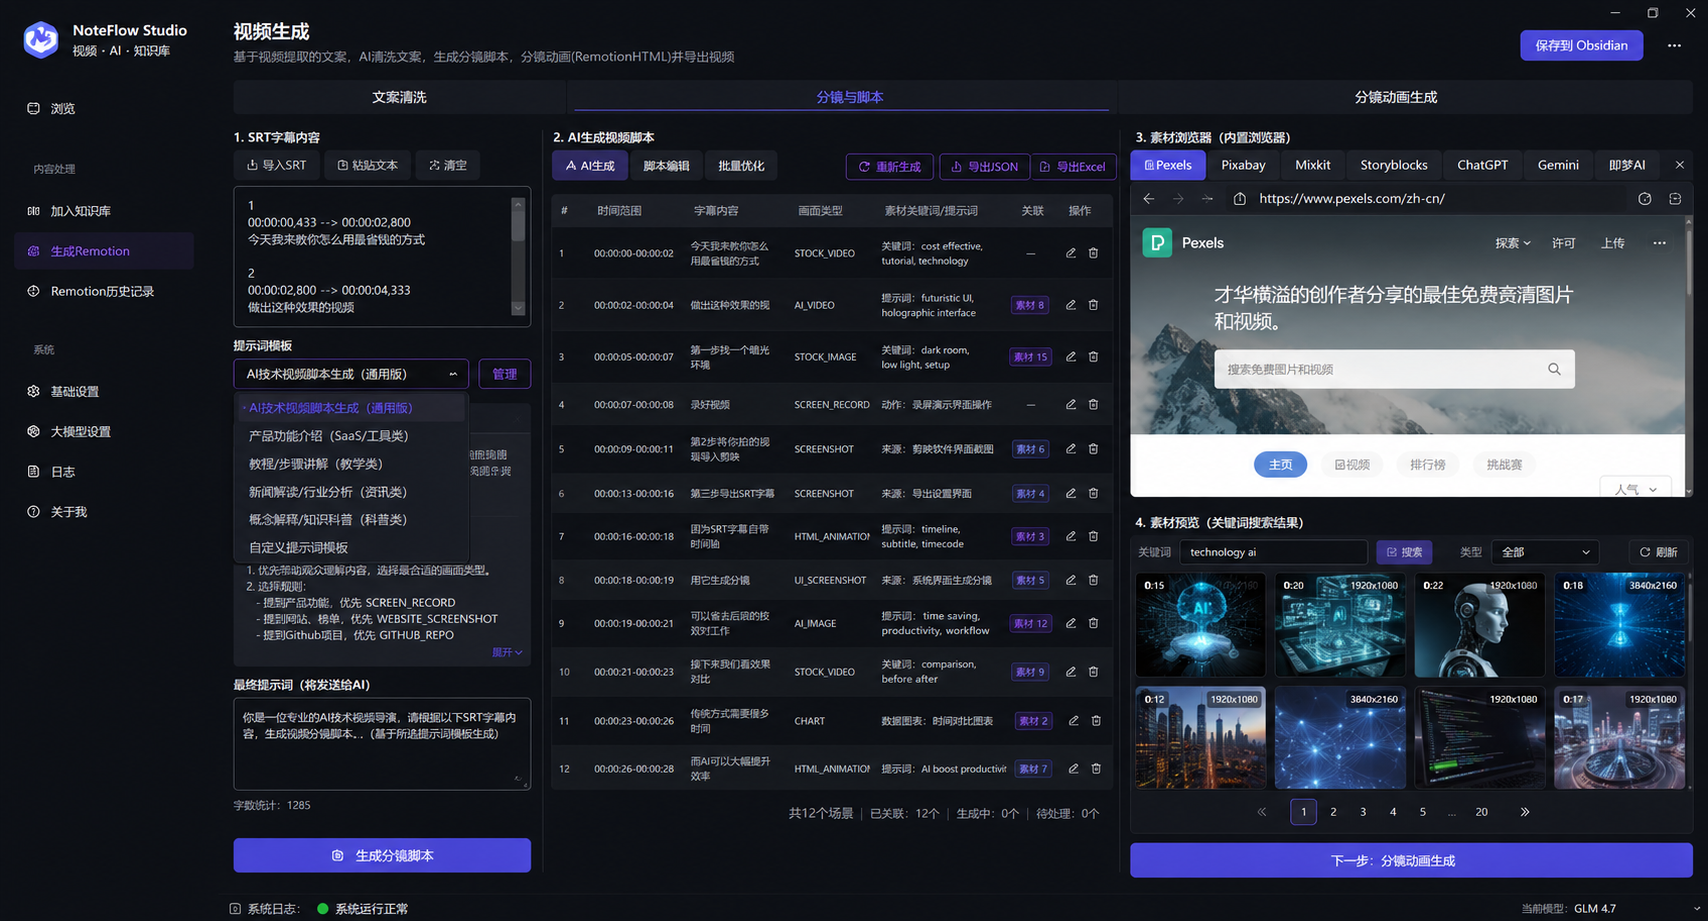 NoteFlow Studio
视频 · AI · 知识库
浏览
内容处理
加入知识库
生成Remotion
Remotion历史记录
系统
基础设置
大模型设置
日志
关于我
视频生成
基于视频提取的文案，AI清洗文案，生成分镜脚本，分镜动画(RemotionHTML)并导出视频
保存到 Obsidian
文案清洗
分镜与脚本
分镜动画生成
1. SRT字幕内容
导入SRT
粘贴文本
清空
1
00:00:00,433 --> 00:00:02,800
今天我来教你怎么用最省钱的方式
2
00:00:02,800 --> 00:00:04,333
做出这种效果的视频
提示词模板
AI技术视频脚本生成（通用版）
管理
AI技术视频脚本生成（通用版）
产品功能介绍（SaaS/工具类）
教程/步骤讲解（教学类）
新闻解读/行业分析（资讯类）
概念解释/知识科普（科普类）
自定义提示词模板
1. 优先帮助观众理解内容，选择最合适的画面类型。
2. 选择规则:
- 提到产品功能，优先 SCREEN_RECORD
- 提到网站、榜单，优先 WEBSITE_SCREENSHOT
- 提到Github项目，优先 GITHUB_REPO
展开
最终提示词（将发送给AI）
你是一位专业的AI技术视频导演，请根据以下SRT字幕内
容，生成视频分镜脚本...（基于所选提示词模板生成）
字数统计：1285
生成分镜脚本
2. AI生成视频脚本
AI生成
脚本编辑
批量优化
重新生成
导出JSON
导出Excel
# 时间范围 字幕内容 画面类型 素材关键词/提示词 关联 操作
1 00:00:00-00:00:02 今天我来教你怎么 STOCK_VIDEO 关键词：cost effective, —
用最省钱的方式 tutorial, technology
2 00:00:02-00:00:04 做出这种效果的视 AI_VIDEO 提示词：futuristic UI, 素材 8
holographic interface
3 00:00:05-00:00:07 第一步找一个暗光 STOCK_IMAGE 关键词：dark room, 素材 15
环境 low light, setup
4 00:00:07-00:00:08 录好视频 SCREEN_RECORD 动作：录屏演示界面操作 —
5 00:00:09-00:00:11 第2步将你拍的视 SCREENSHOT 来源：剪映软件界面截图 素材 6
频导入剪映
6 00:00:13-00:00:16 第三步导出SRT字幕 SCREENSHOT 来源：导出设置界面 素材 4
7 00:00:16-00:00:18 因为SRT字幕自带 HTML_ANIMATION 提示词：timeline, 素材 3
时间轴 subtitle, timecode
8 00:00:18-00:00:19 用它生成分镜 UI_SCREENSHOT 来源：系统界面生成分镜 素材 5
9 00:00:19-00:00:21 可以省去后期的校 AI_IMAGE 提示词：time saving, 素材 12
效对工作 productivity, workflow
10 00:00:21-00:00:23 接下来我们看效果 STOCK_VIDEO 关键词：comparison, 素材 9
对比 before after
11 00:00:23-00:00:26 传统方式需要很多 CHART 数据图表：时间对比图表 素材 2
时间
12 00:00:26-00:00:28 而AI可以大幅提升 HTML_ANIMATION 提示词：AI boost productivit 素材 7
效率
共12个场景 | 已关联：12个 | 生成中：0个 | 待处理：0个
3. 素材浏览器（内置浏览器）
Pexels
Pixabay
Mixkit
Storyblocks
ChatGPT
Gemini
即梦AI
https://www.pexels.com/zh-cn/
Pexels
探索
许可
上传
才华横溢的创作者分享的最佳免费高清图片
和视频。
搜索免费图片和视频
主页
视频
排行榜
挑战赛
人气
4. 素材预览（关键词搜索结果）
关键词
technology ai
搜索
类型
全部
刷新
0:15
AI
0:20 1920x1080
0:22 1920x1080
0:18 3840x2160
0:12 1920x1080
3840x2160
1920x1080
0:17 1920x1080
« 1 2 3 4 5 ... 20 »
下一步：分镜动画生成
系统日志：
系统运行正常
当前模型： GLM 4.7